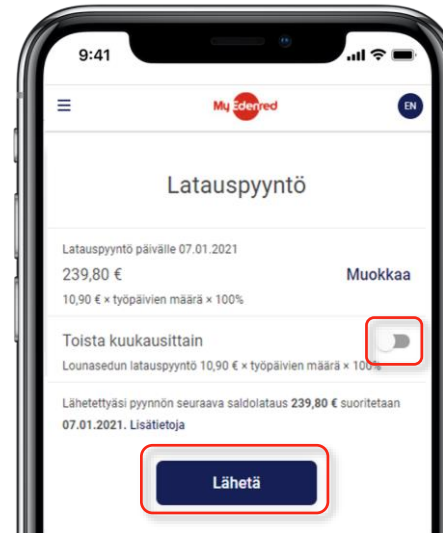 9:41
My Edenred
EN
Latauspyyntö
Latauspyyntö päivälle 07.01.2021
239,80 €
Muokkaa
10,90 € × työpäivien määrä × 100%
Toista kuukausittain
Lounasedun latauspyyntö 10,90 € × työpäivien määrä × 100%
Lähetettyäsi pyynnön seuraava saldolataus 239,80 € suoritetaan
07.01.2021. Lisätietoja
Lähetä